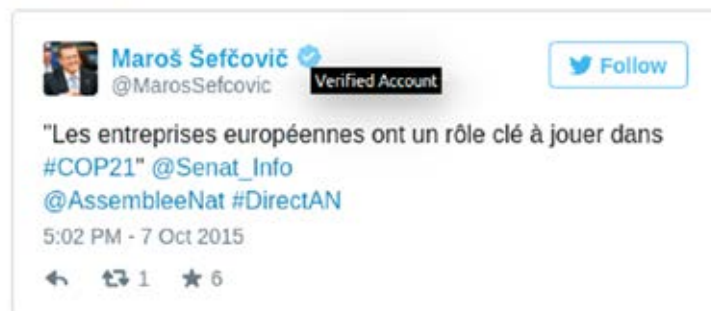 Maroš Šefčovič
@MarosSefcovic
Verified Account
Follow
"Les entreprises européennes ont un rôle clé à jouer dans
#COP21" @Senat_Info
@AssembleeNat #DirectAN
5:02 PM - 7 Oct 2015
1 6